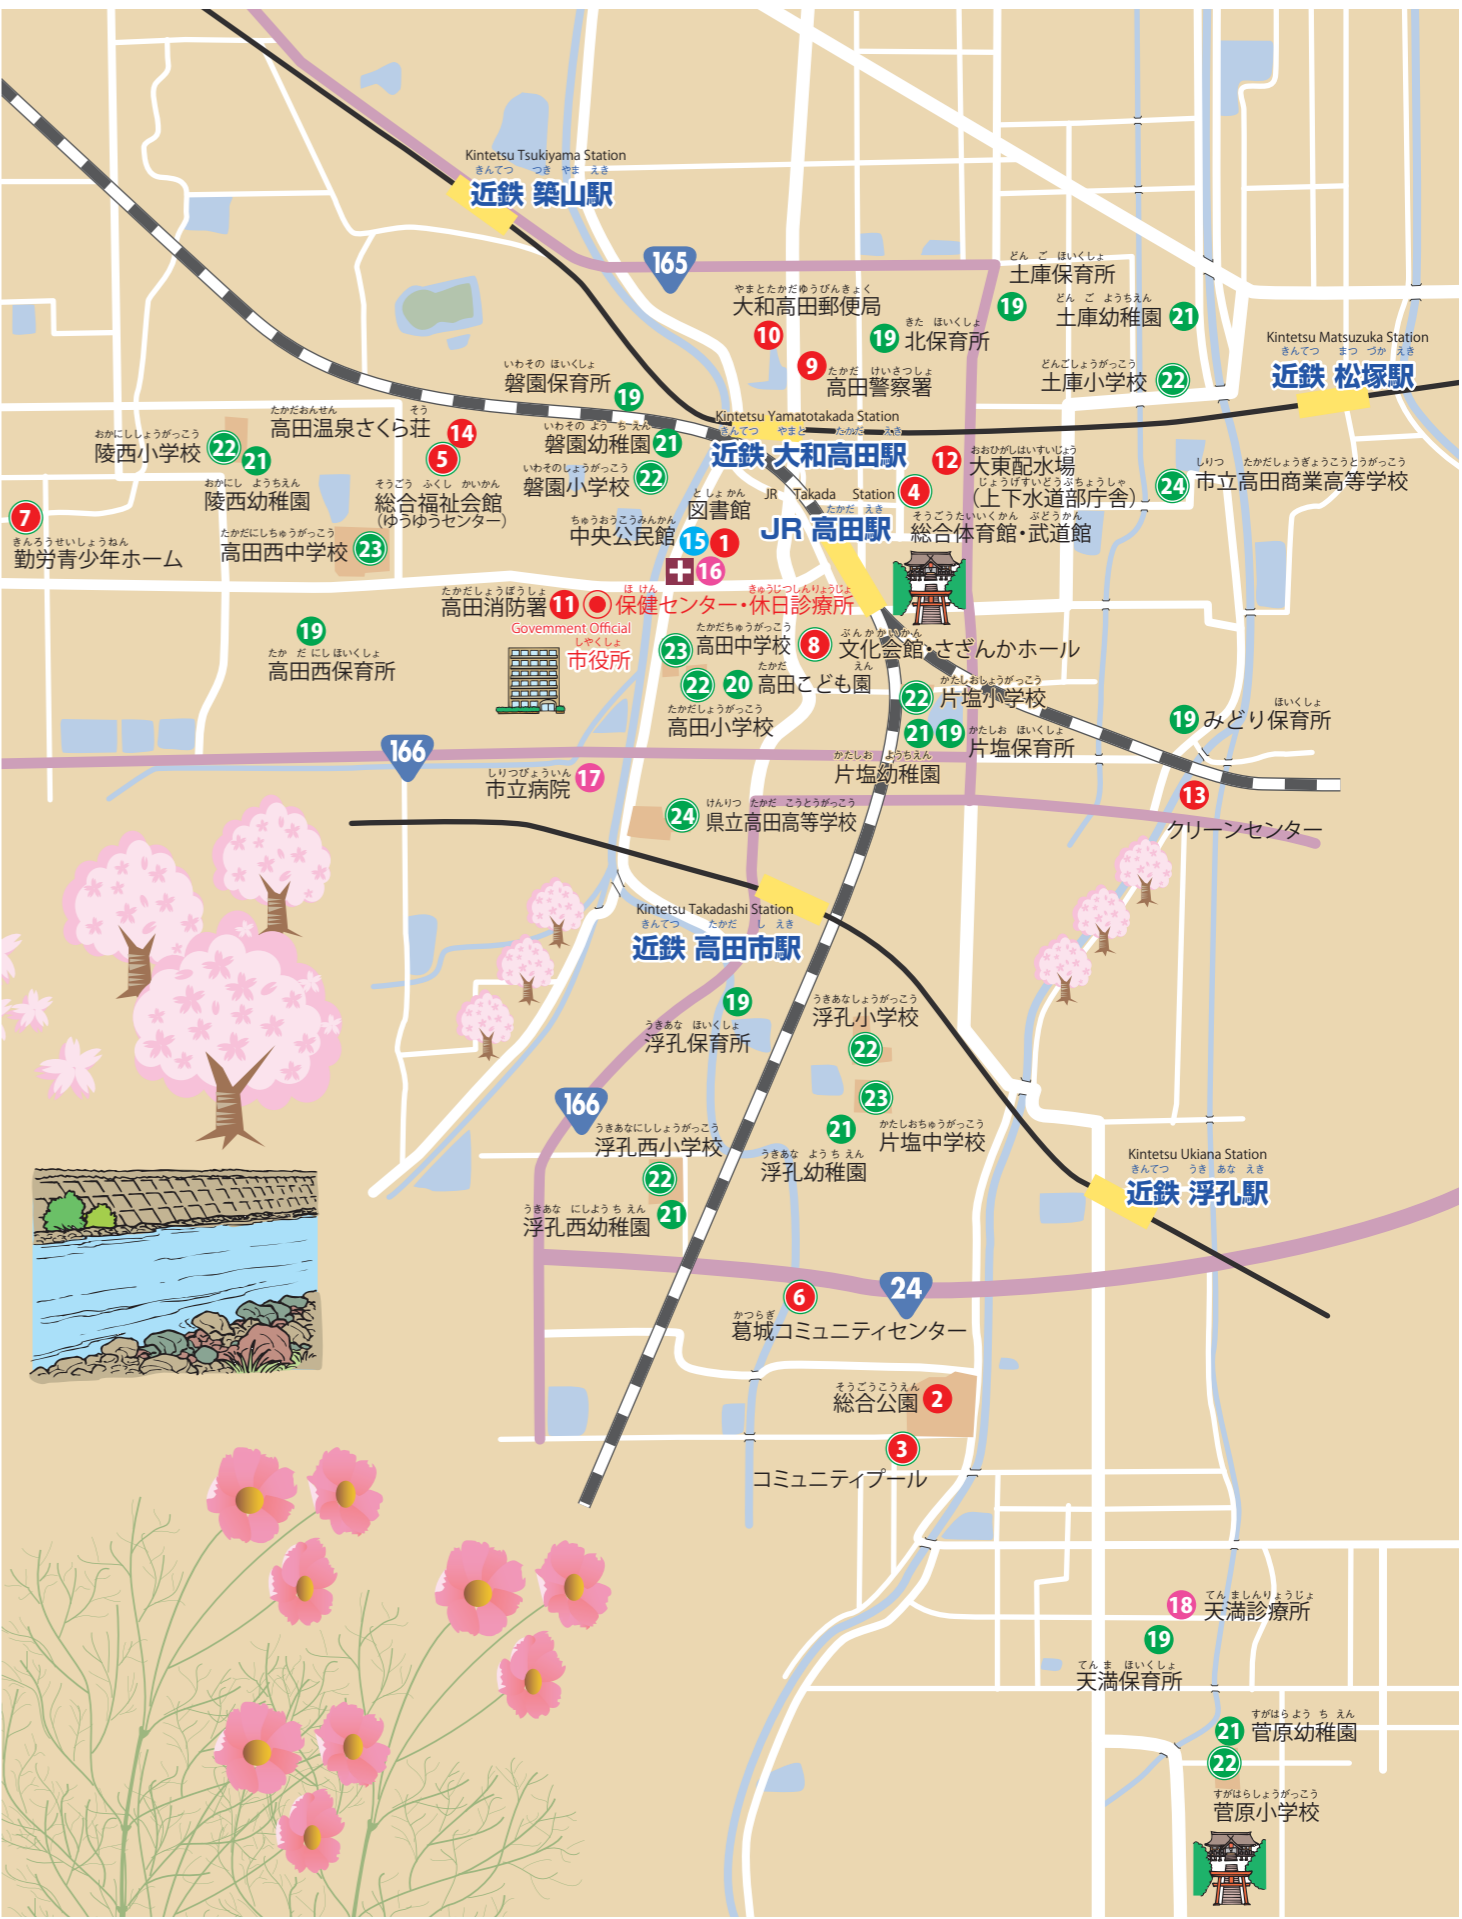 Kintetsu Tsukiyama Station
きんてつ つき やま えき
近鉄 築山駅
165
どん ご ほいくしょ
土庫保育所
19
やまとたかだゆうびんきょく
大和高田郵便局
10
どん ご ようちえん
土庫幼稚園 21
きた ほいくしょ
19 北保育所
Kintetsu Matsuzuka Station
きんてつ まつ づか えき
近鉄 松塚駅
どんごしょうがっこう
土庫小学校 22
9 たかだ けいさつしょ
高田警察署
いわその ほいくしょ
磐園保育所 19
Kintetsu Yamatotakada Station
きんてつ やまと たかだ えき
近鉄 大和高田駅
たかだおんせん そう
高田温泉さくら荘 14
5
そうごう ふくし かいかん
総合福祉会館
(ゆうゆうセンター)
おかにししょうがっこう
陵西小学校 22
21
おかにし ようちえん
陵西幼稚園
いわその よう ち えん
磐園幼稚園 21
いわそのしょうがっこう
磐園小学校 22
おおひがしはいすいじょう
12 大東配水場
じょうげすいどうぶちょうしゃ
(上下水道部庁舎)
しりつ たかだしょうぎょうこうとうがっこう
24 市立高田商業高等学校
JR Takada Station
たかだ えき
JR 高田駅
4
そうごうたいいくかん ぶどうかん
総合体育館・武道館
としょかん
図書館
1
ちゅうおうこうみんかん
中央公民館 15
16
7
きんろうせいしょうねん
勤労青少年ホーム
たかだにしちゅうがっこう
高田西中学校 23
たかだしょうぼうしょ
高田消防署 11
ほ けん きゅうじつしんりょうじょ
保健センター・休日診療所
Government Official
しやくしょ
市役所
19
たか だ にし ほいくしょ
高田西保育所
たかだちゅうがっこう
23 高田中学校
8 ぶんかかいかん
文化会館・さざんかホール
たかだ えん
20 高田こども園
22
たかだしょうがっこう
高田小学校
かたしおしょうがっこう
22 片塩小学校
21 19 かたしお ほいくしょ
片塩保育所
かたしお ようちえん
片塩幼稚園
ほいくしょ
19 みどり保育所
166
しりつびょういん
市立病院 17
13
クリーンセンター
けんりつ たかだ こうとうがっこう
24 県立高田高等学校
Kintetsu Takadashi Station
きんてつ たかだ し えき
近鉄 高田市駅
19
うきあな ほいくしょ
浮孔保育所
うきあなしょうがっこう
浮孔小学校
22
23
かたしおちゅうがっこう
片塩中学校
21
うきあな よう ち えん
浮孔幼稚園
166
うきあなにししょうがっこう
浮孔西小学校
22
うきあな にしよう ち えん
浮孔西幼稚園 21
Kintetsu Ukiana Station
きんてつ うき あな えき
近鉄 浮孔駅
24
6
かつらぎ
葛城コミュニティセンター
そうごうこうえん
総合公園 2
3
コミュニティプール
てん ましんりょうじょ
18 天満診療所
19
てん ま ほいくしょ
天満保育所
すがはら よう ち えん
21 菅原幼稚園
22
すがはらしょうがっこう
菅原小学校